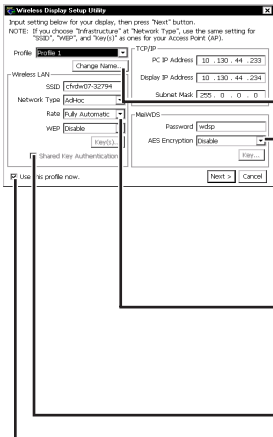 Wireless Display Setup Utility
Input setting below for your display, then press "Next" button.
NOTE: If you choose "Infrastructure" at "Network Type", use the same setting for
"SSID", "WEP", and "Key(s)" as ones for your Access Point (AP).
Profile Profile 1
Change Name...
Wireless LAN
SSID cfvdw07-32794
Network Type AdHoc
Rate Fully Automatic
WEP Disable
Key(s)...
Shared Key Authentication
TCP/IP
PC IP Address 10 .130 . 44 .233
Display IP Address 10 .130 . 44 .234
Subnet Mask 255 . 0 . 0 . 0
MeiWDS
Password wdsp
AES Encryption Disable
Key...
Use this profile now.
Next > Cancel